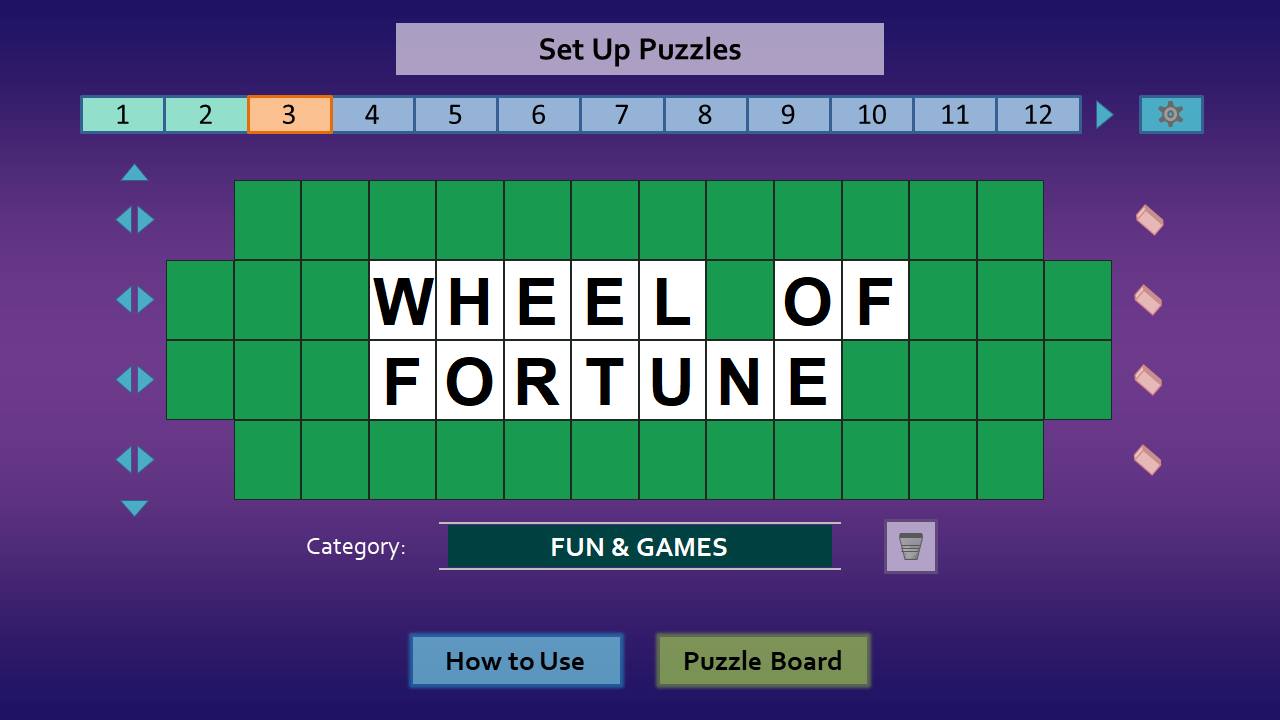 Set Up Puzzles
1 2 3 4 5 6 7 8 9 10 11 12
WHEEL OF
FORTUNE
Category: FUN & GAMES
How to Use Puzzle Board